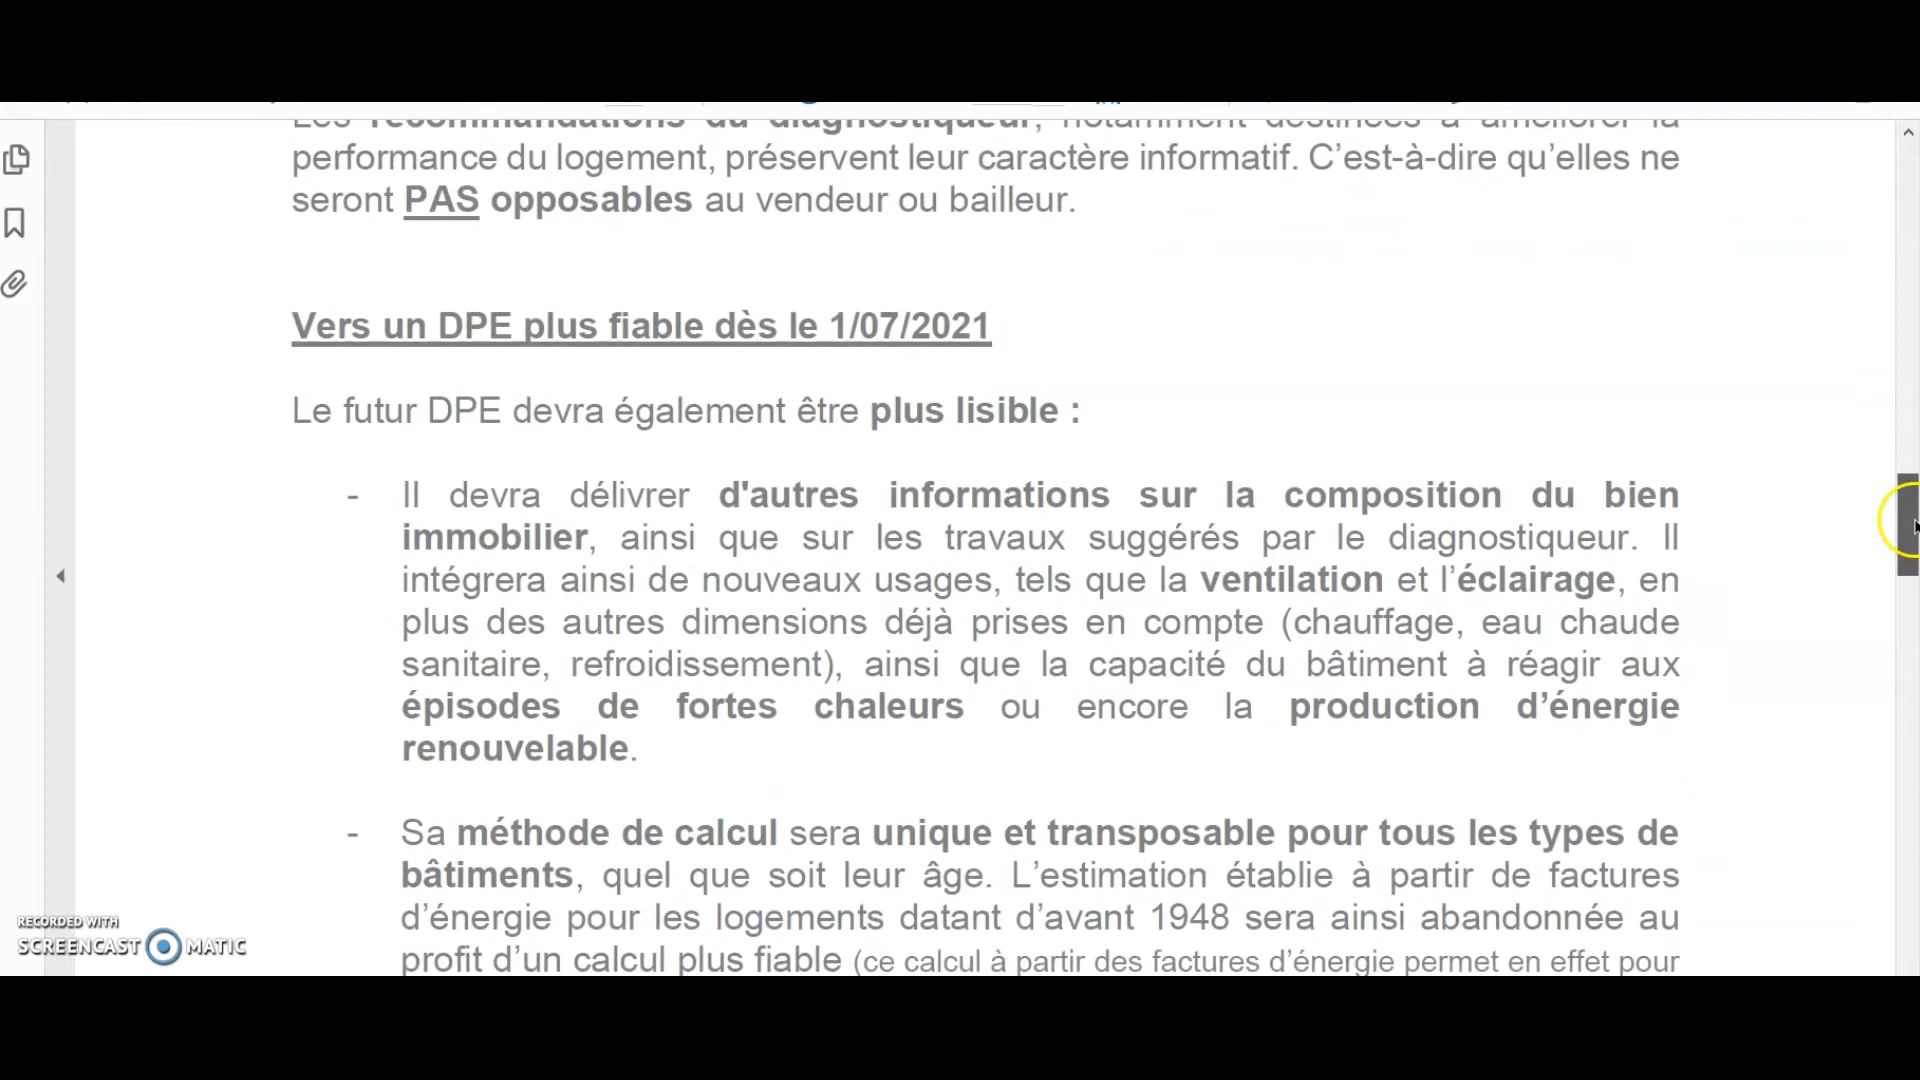 Les recommandations du diagnostiqueur, notamment destinées à améliorer la
performance du logement, préservent leur caractère informatif. C’est-à-dire qu’elles ne
seront PAS opposables au vendeur ou bailleur.
Vers un DPE plus fiable dès le 1/07/2021
Le futur DPE devra également être plus lisible :
- Il devra délivrer d'autres informations sur la composition du bien
immobilier, ainsi que sur les travaux suggérés par le diagnostiqueur. Il
intégrera ainsi de nouveaux usages, tels que la ventilation et l’éclairage, en
plus des autres dimensions déjà prises en compte (chauffage, eau chaude
sanitaire, refroidissement), ainsi que la capacité du bâtiment à réagir aux
épisodes de fortes chaleurs ou encore la production d’énergie
renouvelable.
- Sa méthode de calcul sera unique et transposable pour tous les types de
bâtiments, quel que soit leur âge. L’estimation établie à partir de factures
d’énergie pour les logements datant d’avant 1948 sera ainsi abandonnée au
profit d’un calcul plus fiable (ce calcul à partir des factures d’énergie permet en effet pour
RECORDED WITH
SCREENCAST MATIC